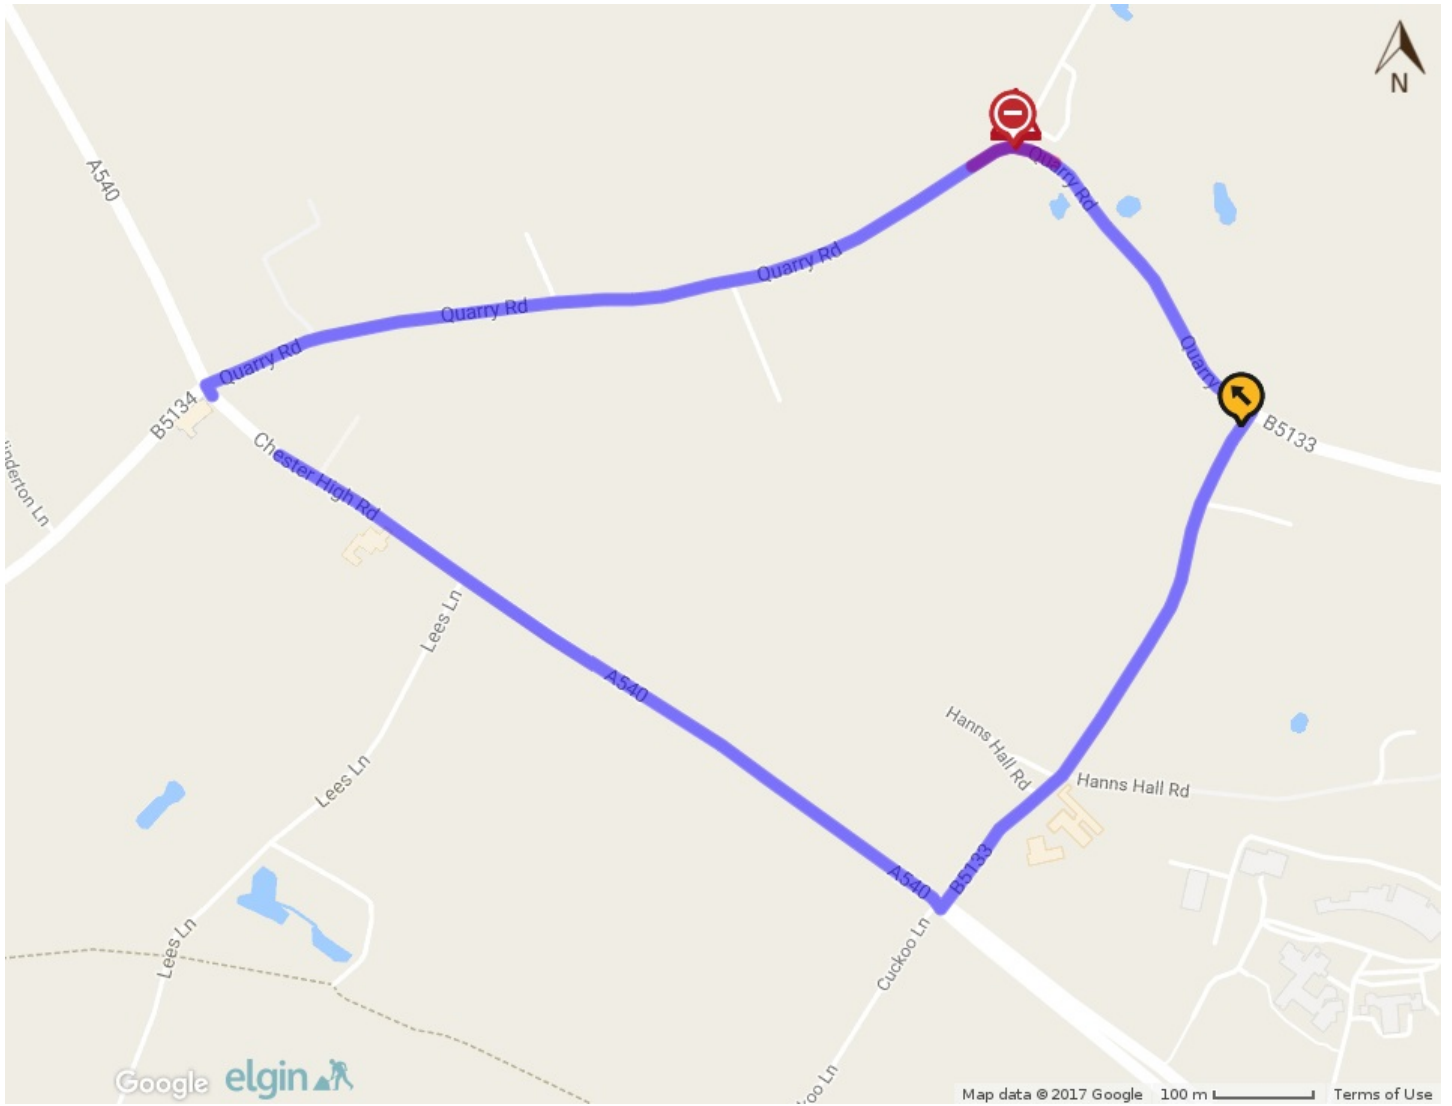 N
A540
Quarry Rd
Quarry Rd
Quarry Rd
Quarry Rd
Quarry
B5134
B5133
Chester High Rd
Lees Ln
A540
Hanns Hall Rd
Hanns Hall Rd
Lees Ln
B5133
A540
Cuckoo Ln
Lees Ln
koo Ln
Google elgin
Map data © 2017 Google 100 m Terms of Use